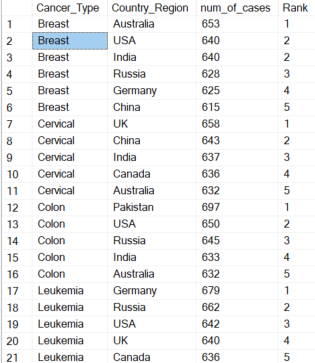 Cancer_Type Country_Region num_of_cases Rank
1 Breast Australia 653 1
2 Breast USA 640 2
3 Breast India 640 2
4 Breast Russia 628 3
5 Breast Germany 625 4
6 Breast China 615 5
7 Cervical UK 658 1
8 Cervical China 643 2
9 Cervical India 637 3
10 Cervical Canada 636 4
11 Cervical Australia 632 5
12 Colon Pakistan 697 1
13 Colon USA 650 2
14 Colon Russia 645 3
15 Colon India 633 4
16 Colon Australia 632 5
17 Leukemia Germany 679 1
18 Leukemia Russia 662 2
19 Leukemia USA 642 3
20 Leukemia UK 640 4
21 Leukemia Canada 636 5